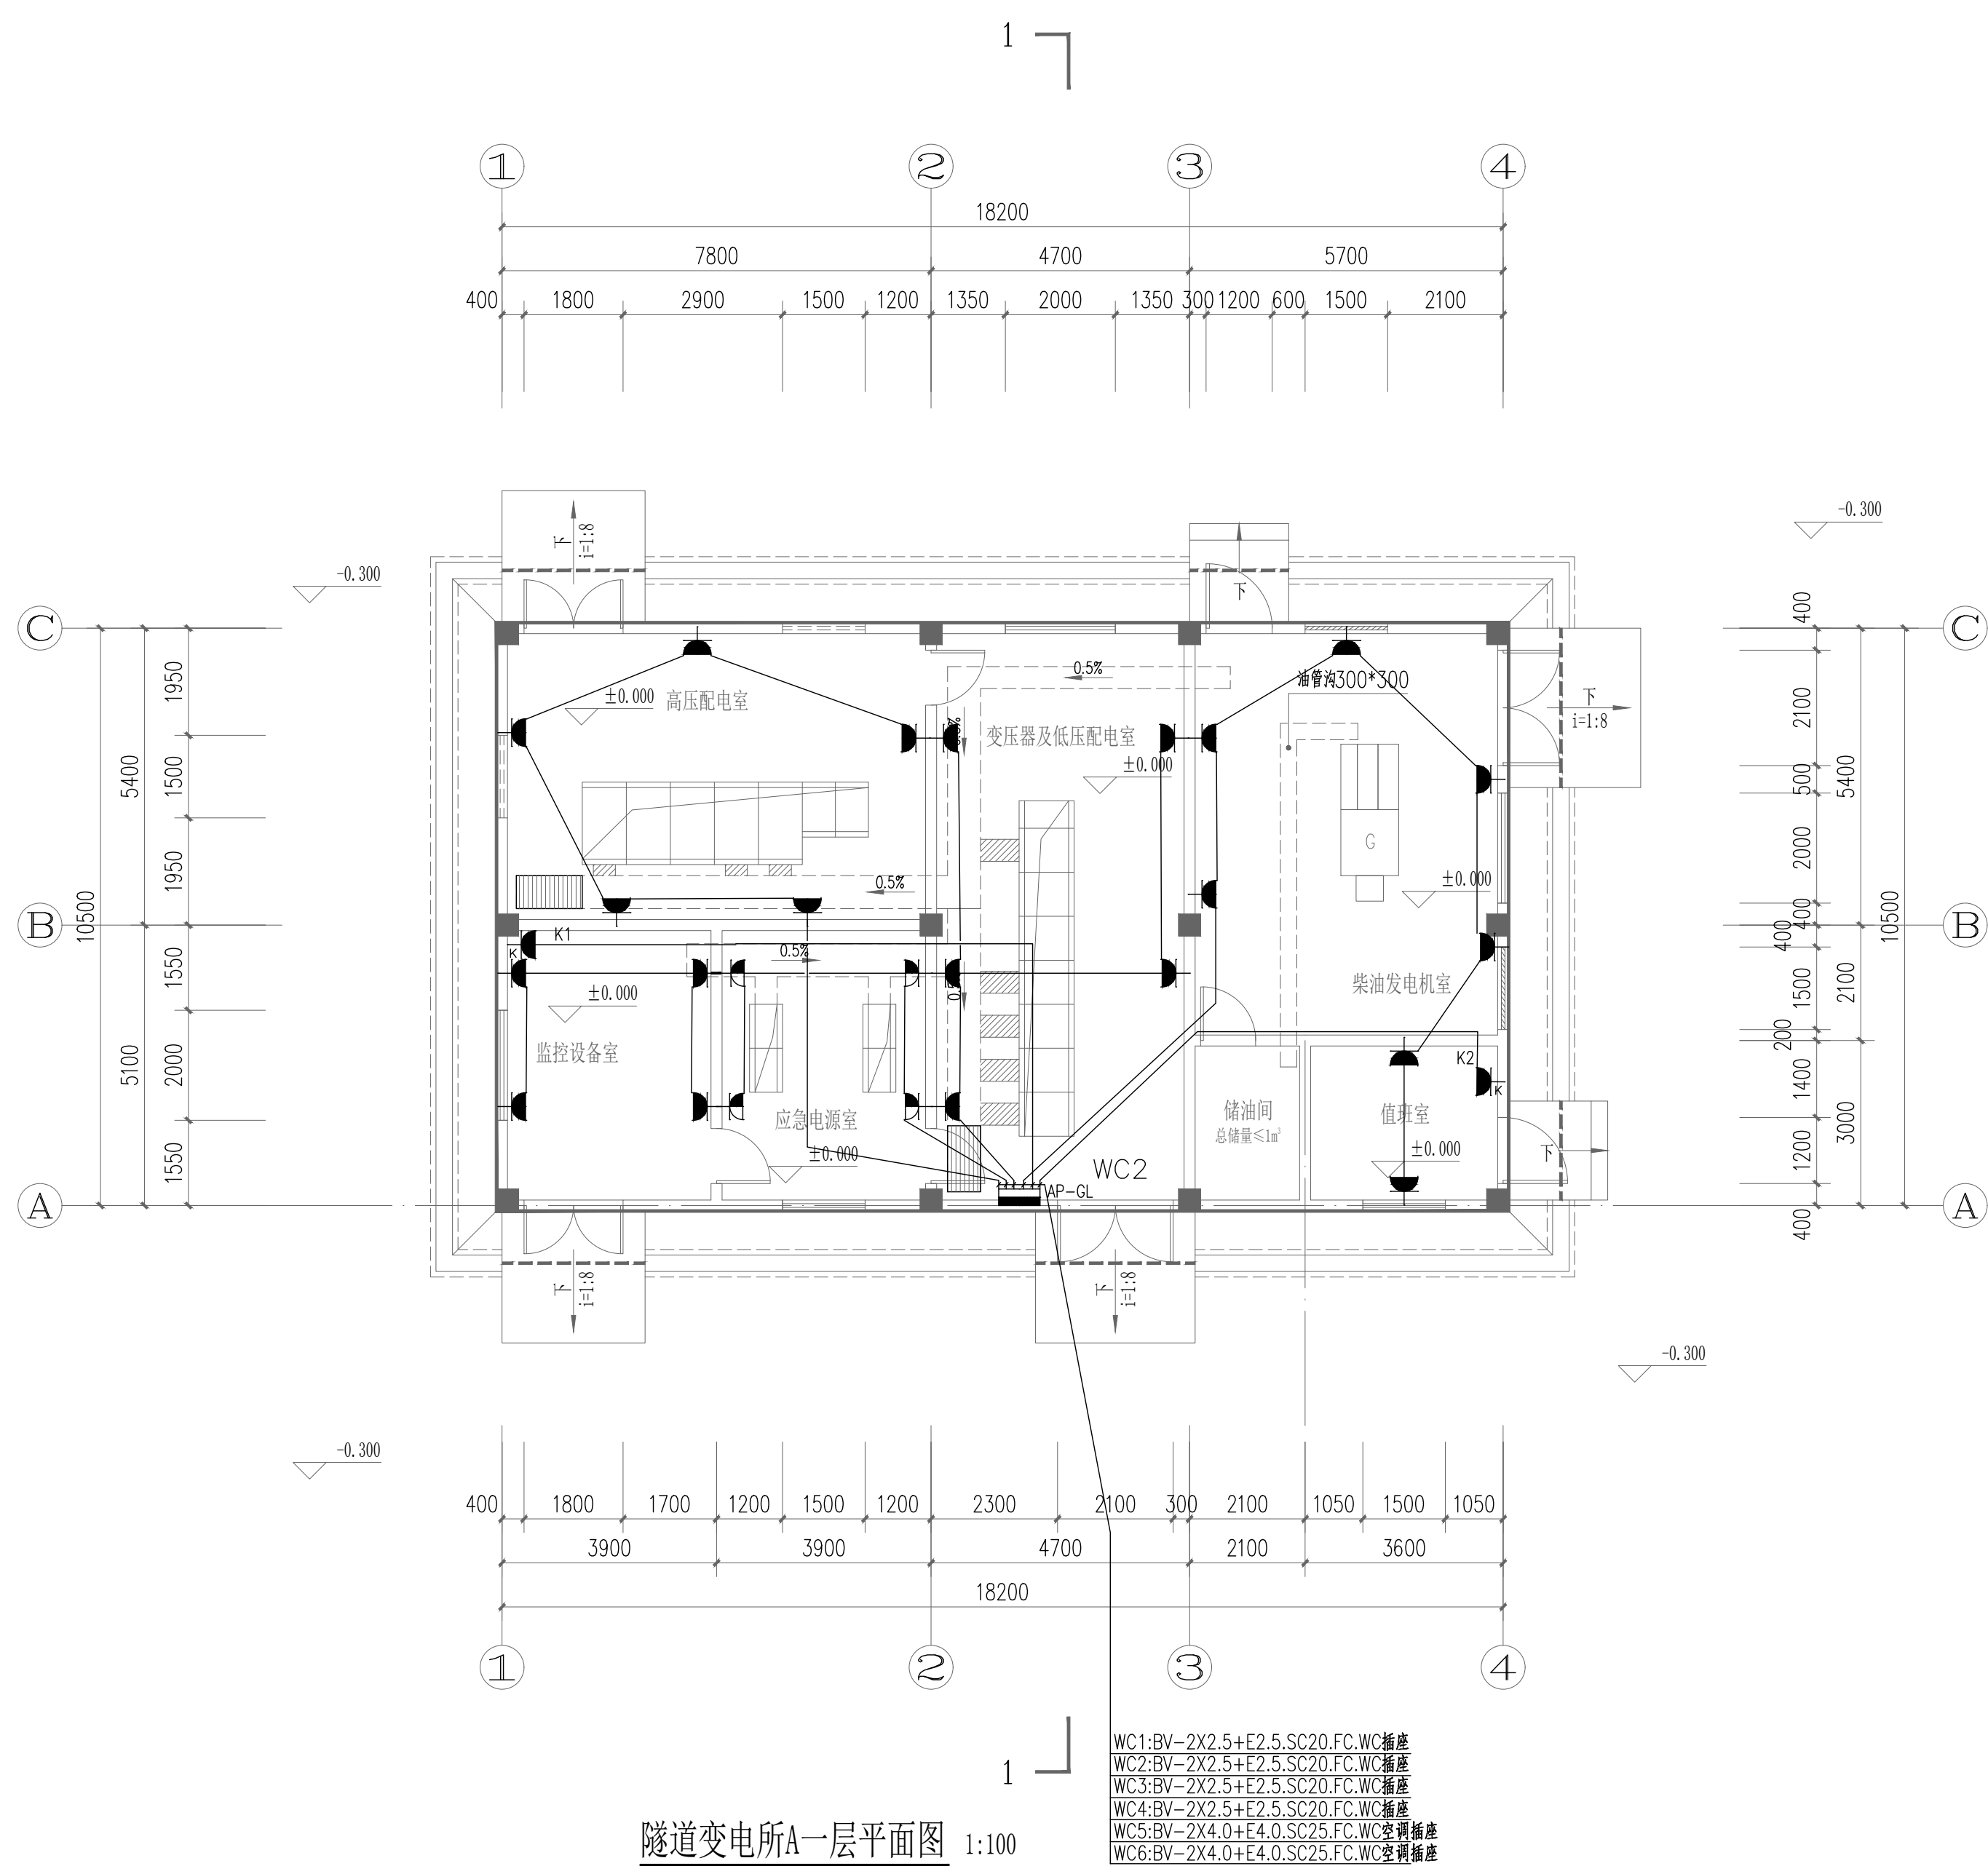 1
1 2 3 4
18200
7800 4700 5700
400 1800 2900 1500 1200 1350 2000 1350 300 1200 600 1500 2100
-0.300
-0.300
下
i=1:8
下
C
C
400
1950
2100
下
i=1:8
0.5%
油管沟300*300
±0.000
高压配电室
0.5%
变压器及低压配电室
±0.000
5400
1500
500
5400
2000
G
1950
0.5%
±0.000
10500
400
10500
B
B
K1
K
0.5%
400
1550
±0.000
柴油发电机室
1500
2100
监控设备室
200
K2
K
5100
2000
1400
应急电源室
储油间
总储量≤1m³
值班室
3000
±0.000
±0.000
下
1550
1200
WC2
AP-GL
A
A
400
下
i=1:8
下
i=1:8
-0.300
-0.300
400 1800 1700 1200 1500 1200 2300 2100 300 2100 1050 1500 1050
3900 3900 4700 2100 3600
18200
1 2 3 4
1
WC1:BV-2X2.5+E2.5.SC20.FC.WC插座
WC2:BV-2X2.5+E2.5.SC20.FC.WC插座
WC3:BV-2X2.5+E2.5.SC20.FC.WC插座
WC4:BV-2X2.5+E2.5.SC20.FC.WC插座
WC5:BV-2X4.0+E4.0.SC25.FC.WC空调插座
WC6:BV-2X4.0+E4.0.SC25.FC.WC空调插座
隧道变电所A一层平面图 1:100